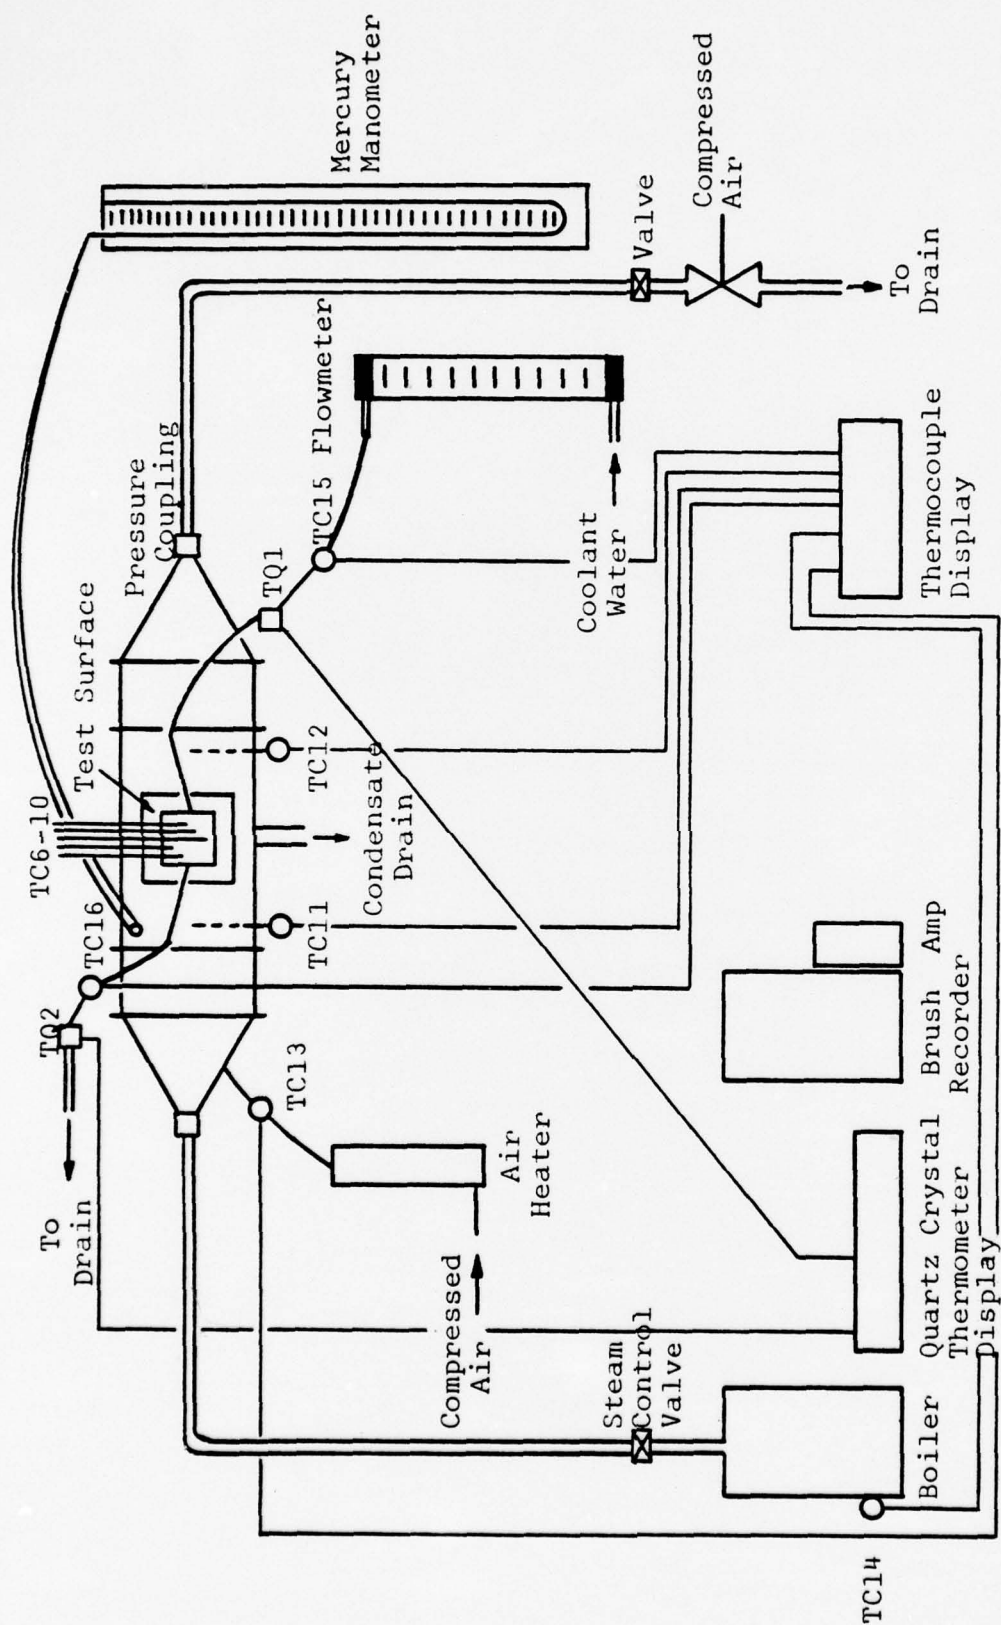 Mercury
Manometer
Compressed
Air
Valve
To
Drain
Pressure
Coupling
TC15 Flowmeter
TQ1
Coolant
Water
Thermocouple
Display
Test Surface
TC6-10
TC12
Condensate
Drain
TC11
TC16
TQ2
To
Drain
TC13
Air
Heater
Compressed
Air
Steam
Control
Valve
Brush Amp
Recorder
Quartz Crystal
Thermometer
Display
Boiler
TC14